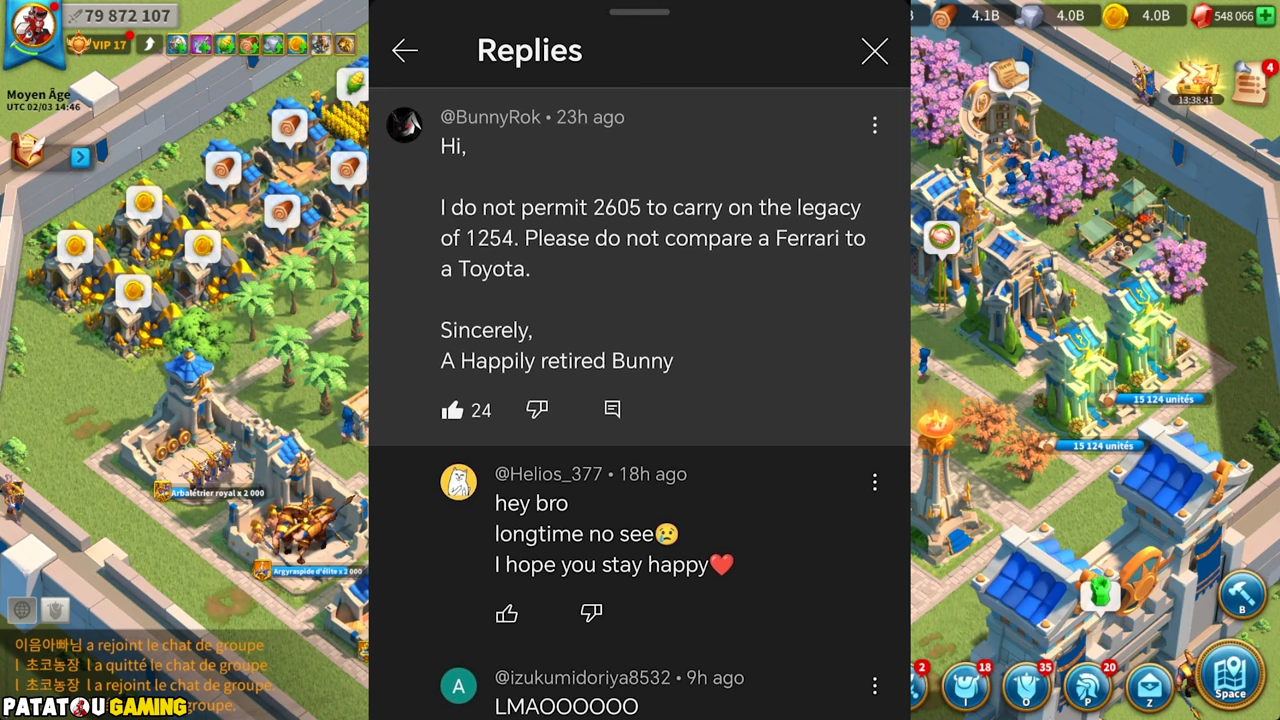 79 872 107
VIP 17
Moyen Âge
UTC 02/03 14:46
Arbalétrier royal x 2 000
Argyraspide d'élite x 2 000
이음아빠님 a rejoint le chat de groupe
l 초코농장 l a quitté le chat de groupe
l 초코농장 l a rejoint le chat de groupe.
groupe.
PATATOUGAMING
Replies
@BunnyRok • 23h ago
Hi,
I do not permit 2605 to carry on the legacy
of 1254. Please do not compare a Ferrari to
a Toyota.
Sincerely,
A Happily retired Bunny
24
@Helios_377 • 18h ago
hey bro
longtime no see😢
I hope you stay happy❤️
A
@izukumidoriya8532 • 9h ago
LMAOOOOOO
4.1B
4.0B
4.0B
548 066
4
13:38:41
15 124 unités
15 124 unités
B
2
18
35
20
I
O
P
Z
Space